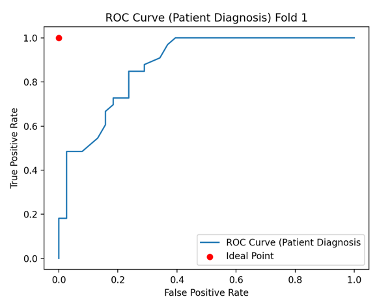 ROC Curve (Patient Diagnosis) Fold 1
1.0
0.8
0.6
0.4
0.2
0.0
True Positive Rate
ROC Curve (Patient Diagnosis
Ideal Point
0.0 0.2 0.4 0.6 0.8 1.0
False Positive Rate